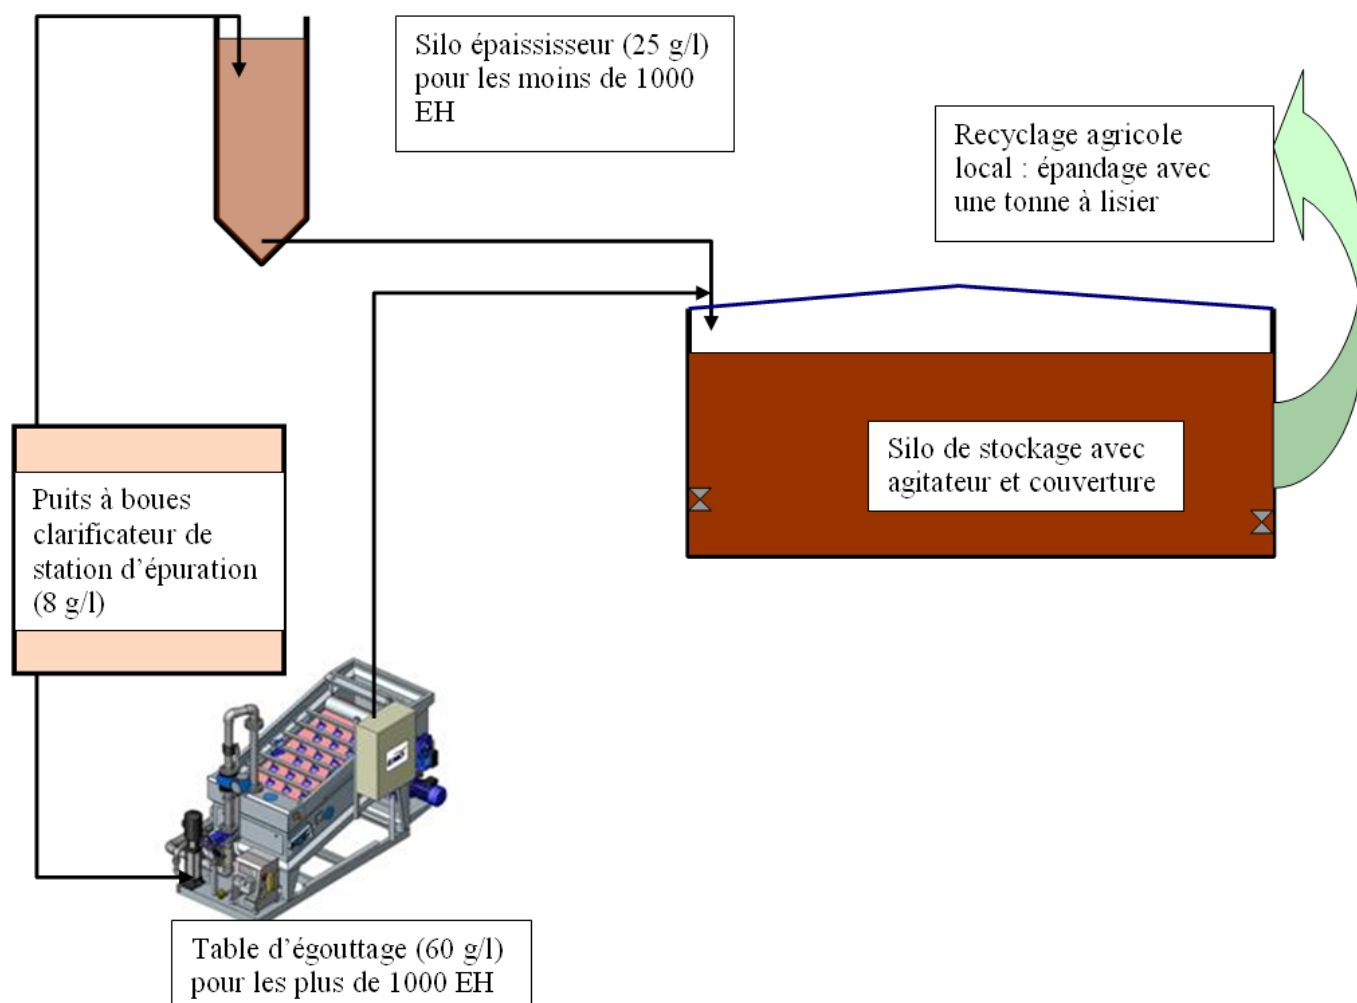 Silo épaississeur (25 g/l)
pour les moins de 1000
EH
Recyclage agricole
local : épandage avec
une tonne à lisier
Silo de stockage avec
agitateur et couverture
Puits à boues
clarificateur de
station d’épuration
(8 g/l)
Table d’égouttage (60 g/l)
pour les plus de 1000 EH